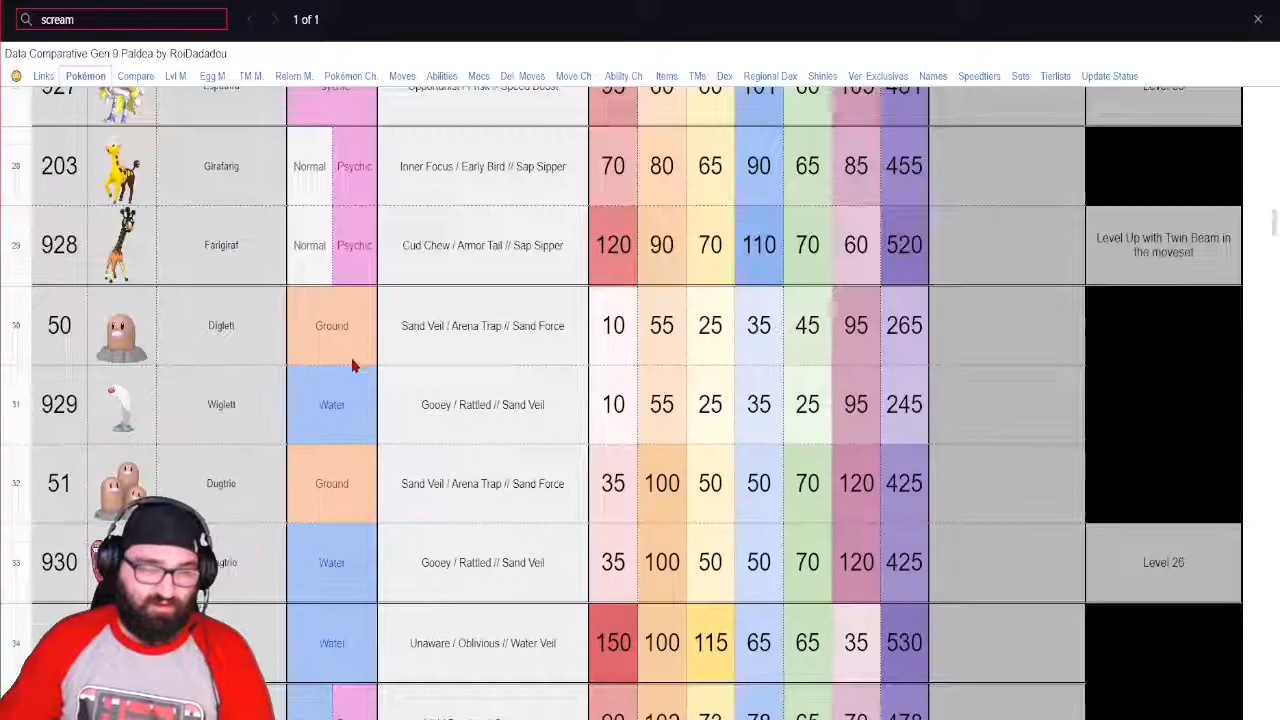 scream 1 of 1
Data Comparative Gen 9 Paldea by RoiDadadou
Links Pokémon Compare Lvl M. Egg M. TM M. Relern M. Pokémon Ch. Moves Abilities Mecs Del. Moves Move Ch Ability Ch Items TMs Dex Regional Dex Shinies Ver. Exclusives Names Speedtiers Sets Tierlists Update Status
28 203 Girafarig Normal Psychic Inner Focus / Early Bird // Sap Sipper 70 80 65 90 65 85 455
29 928 Farigiraf Normal Psychic Cud Chew / Armor Tail // Sap Sipper 120 90 70 110 70 60 520 Level Up with Twin Beam in
the moveset
30 50 Diglett Ground Sand Veil / Arena Trap // Sand Force 10 55 25 35 45 95 265
31 929 Wiglett Water Gooey / Rattled // Sand Veil 10 55 25 35 25 95 245
32 51 Dugtrio Ground Sand Veil / Arena Trap // Sand Force 35 100 50 50 70 120 425
33 930 Water Gooey / Rattled // Sand Veil 35 100 50 50 70 120 425 Level 26
34 Water Unaware / Oblivious // Water Veil 150 100 115 65 65 35 530